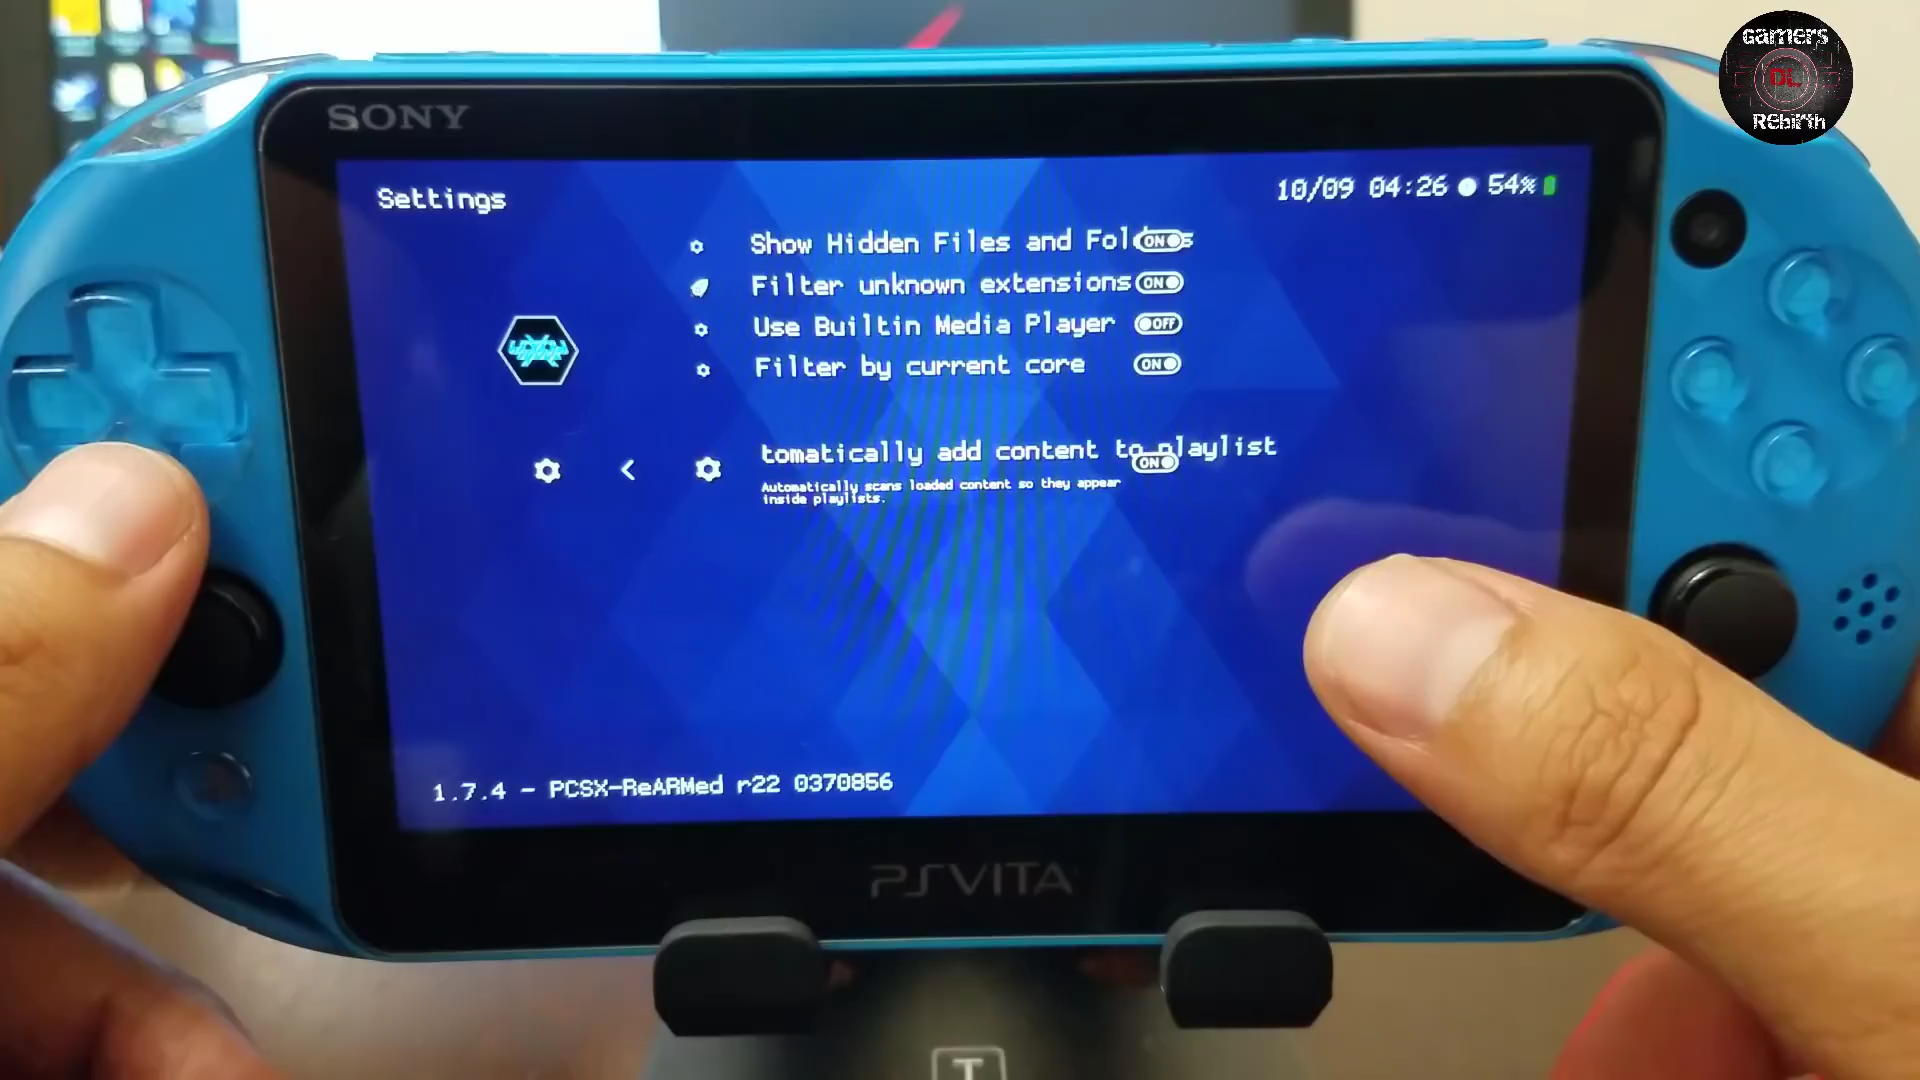 GamErs
DL
REbirth
SONY
Settings
10/09 04:26 54%
Show Hidden Files and Fol
ON
Filter unknown extensions
ON
Use Builtin Media Player
OFF
Filter by current core
ON
tomatically add content to playlist
ON
Automatically scans loaded content so they appear
inside playlists.
1.7.4 - PCSX-ReARMed r22 0370856
PSVITA
T